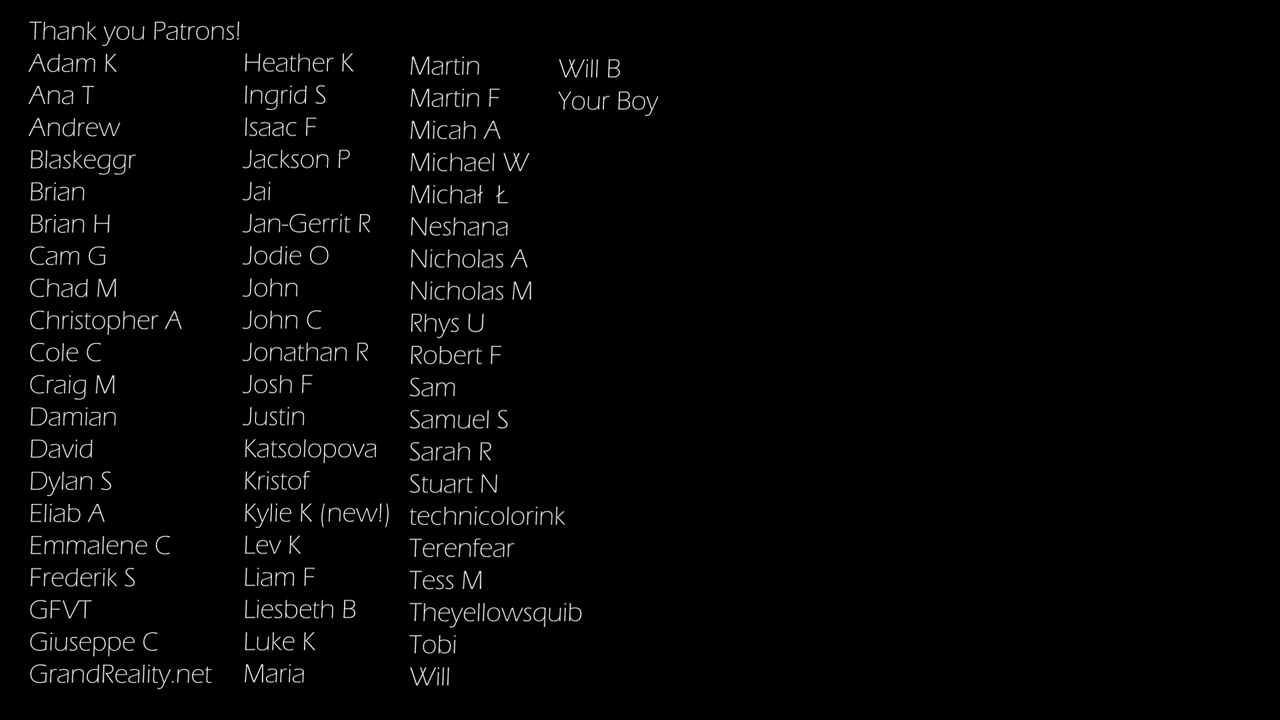 Thank you Patrons!
Adam K
Ana T
Andrew
Blaskeggr
Brian
Brian H
Cam G
Chad M
Christopher A
Cole C
Craig M
Damian
David
Dylan S
Eliab A
Emmalene C
Frederik S
GFVT
Giuseppe C
GrandReality.net
Heather K
Ingrid S
Isaac F
Jackson P
Jai
Jan-Gerrit R
Jodie O
John
John C
Jonathan R
Josh F
Justin
Katsolopova
Kristof
Kylie K (new!)
Lev K
Liam F
Liesbeth B
Luke K
Maria
Martin
Martin F
Micah A
Michael W
Michał Ł
Neshana
Nicholas A
Nicholas M
Rhys U
Robert F
Sam
Samuel S
Sarah R
Stuart N
technicolorink
Terenfear
Tess M
Theyellowsquib
Tobi
Will
Will B
Your Boy